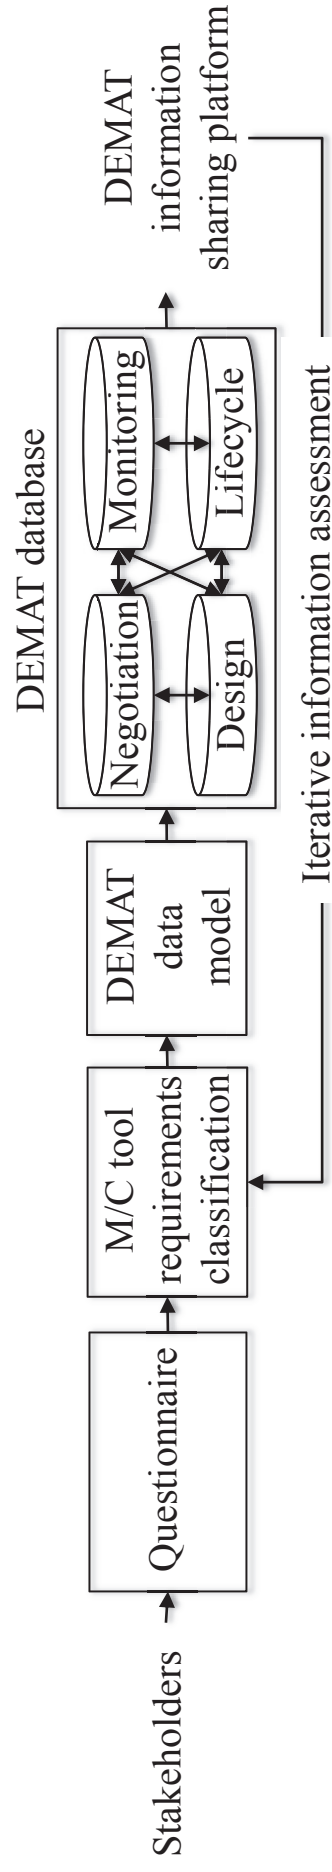 Stakeholders
Questionnaire
M/C tool
requirements
classification
DEMAT
data
model
DEMAT database
Negotiation
Monitoring
Design
Lifecycle
DEMAT
information
sharing platform
Iterative information assessment